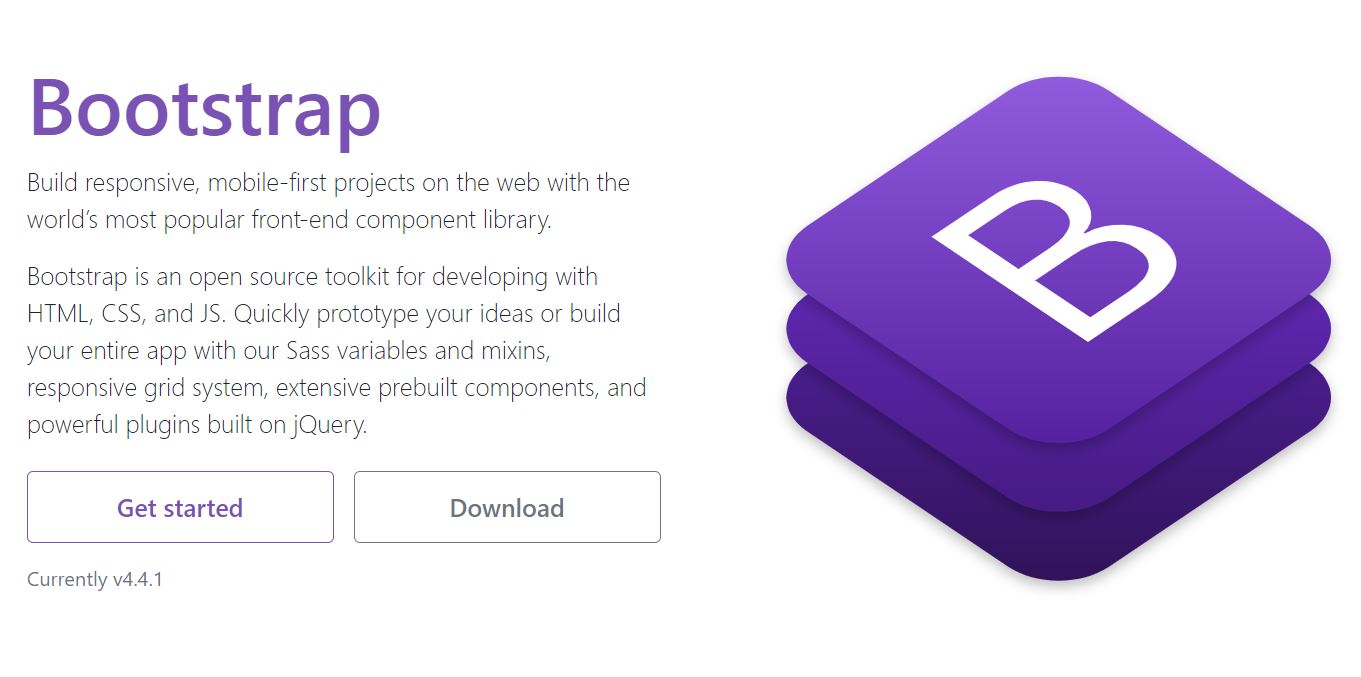 Bootstrap
Build responsive, mobile-first projects on the web with the
world’s most popular front-end component library.
Bootstrap is an open source toolkit for developing with
HTML, CSS, and JS. Quickly prototype your ideas or build
your entire app with our Sass variables and mixins,
responsive grid system, extensive prebuilt components, and
powerful plugins built on jQuery.
Get started
Download
Currently v4.4.1
B